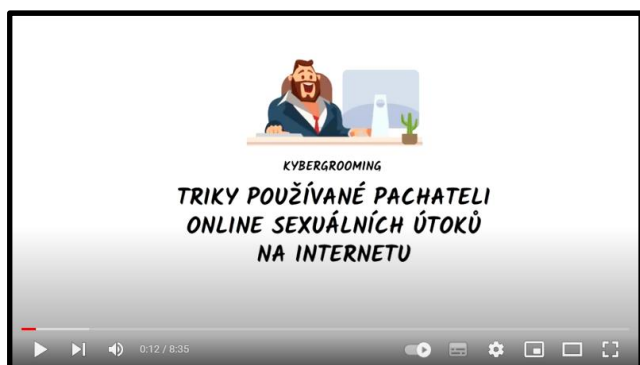 KYBERGROOMING
TRIKY POUŽÍVANÉ PACHATELI
ONLINE SEXUÁLNÍCH ÚTOKŮ
NA INTERNETU
0:12 / 8:35